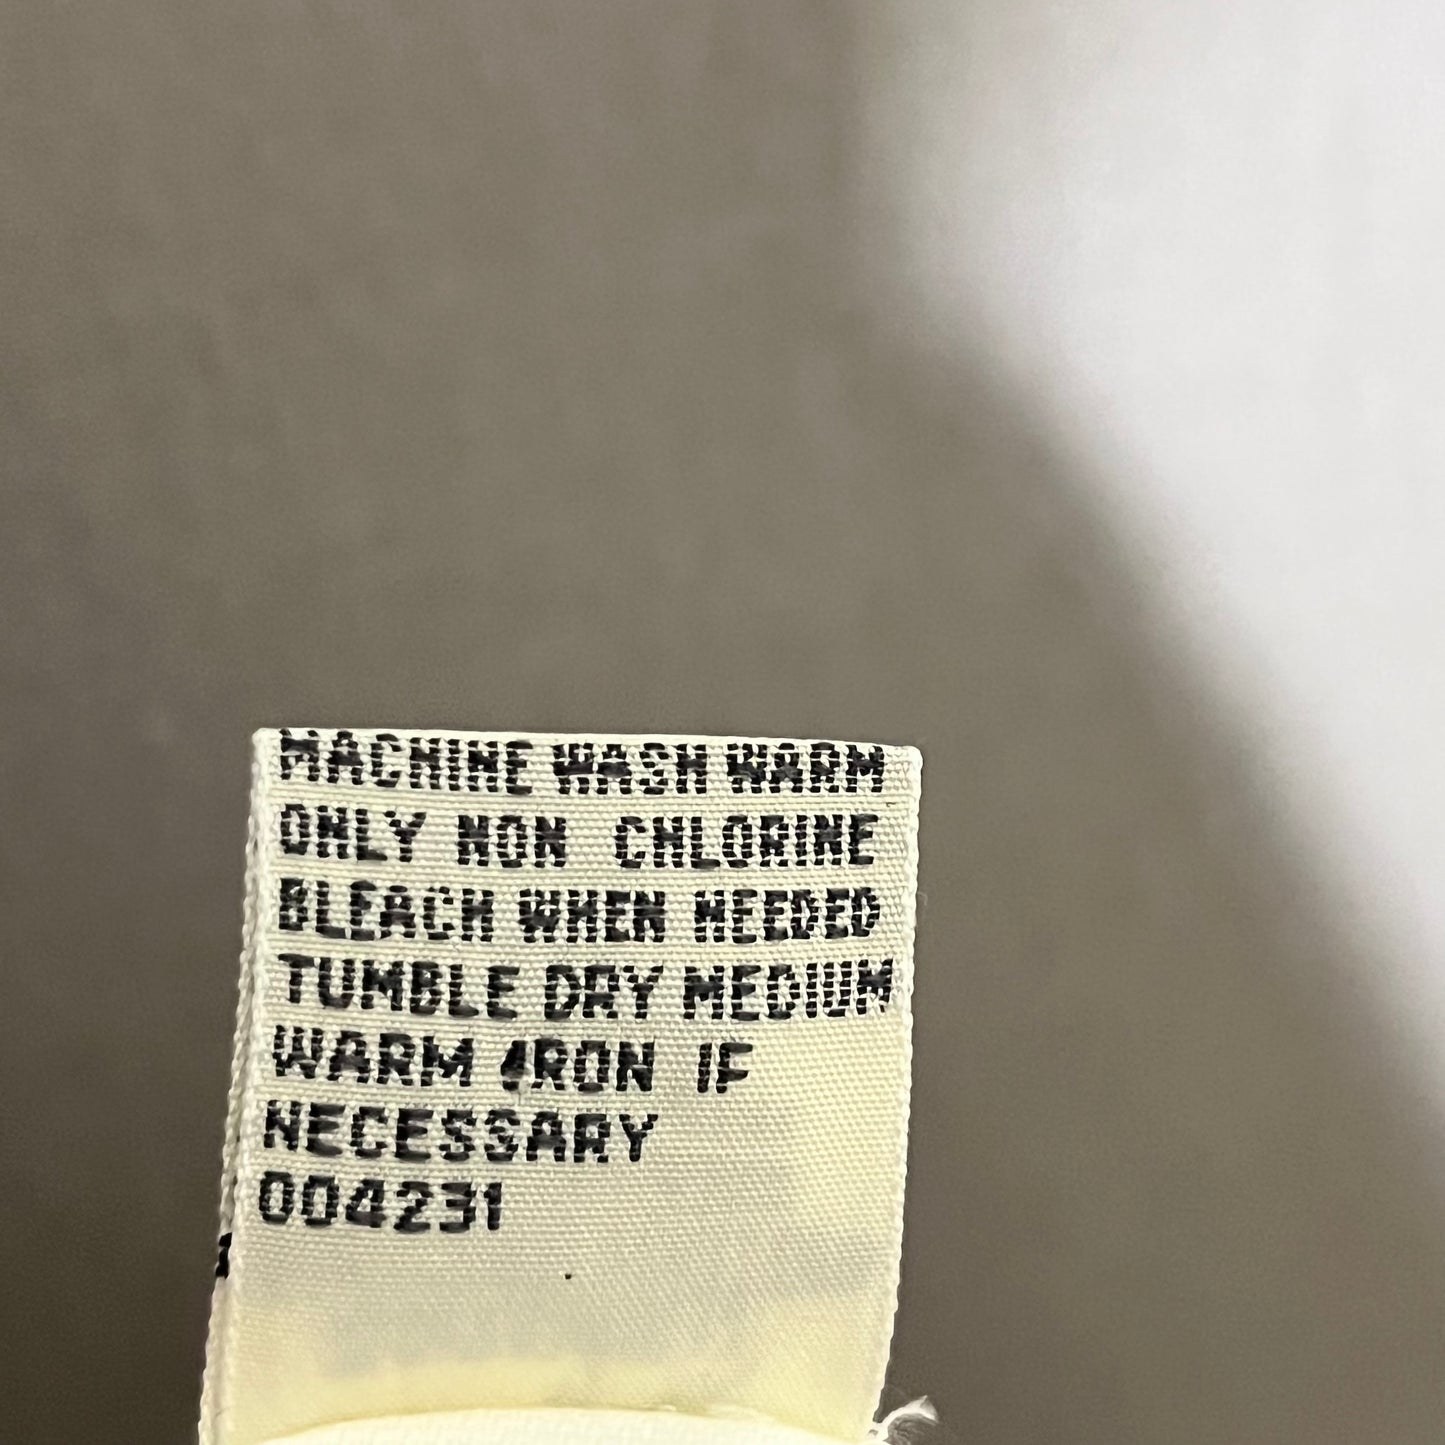 MACHINE WASH WARM
ONLY NON CHLORINE
BLEACH WHEN NEEDED
TUMBLE DRY MEDIUM
WARM IRON IF
NECESSARY
004231